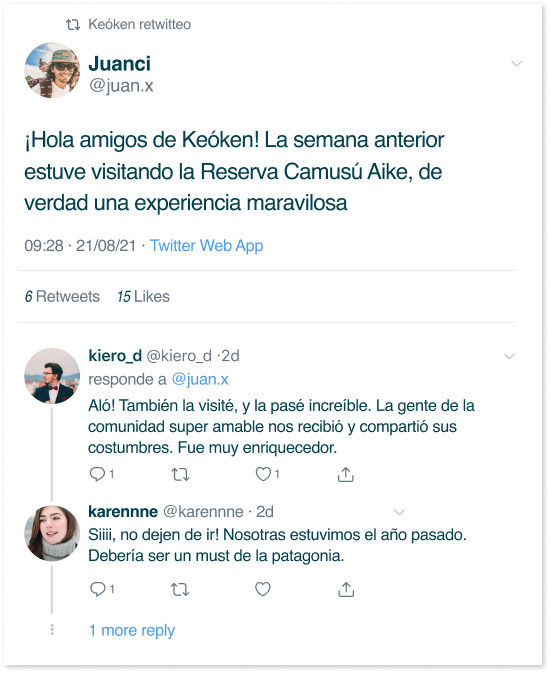 Keóken retwitteo
Juanci
@juan.x
¡Hola amigos de Keóken! La semana anterior
estuve visitando la Reserva Camusú Aike, de
verdad una experiencia maravilosa
09:28 · 21/08/21 · Twitter Web App
6 Retweets 15 Likes
kiero_d @kiero_d ·2d
responde a @juan.x
Aló! También la visité, y la pasé increíble. La gente de la
comunidad super amable nos recibió y compartió sus
costumbres. Fue muy enriquecedor.
1 1
karennne @karennne · 2d
Siiii, no dejen de ir! Nosotras estuvimos el año pasado.
Debería ser un must de la patagonia.
1
1 more reply